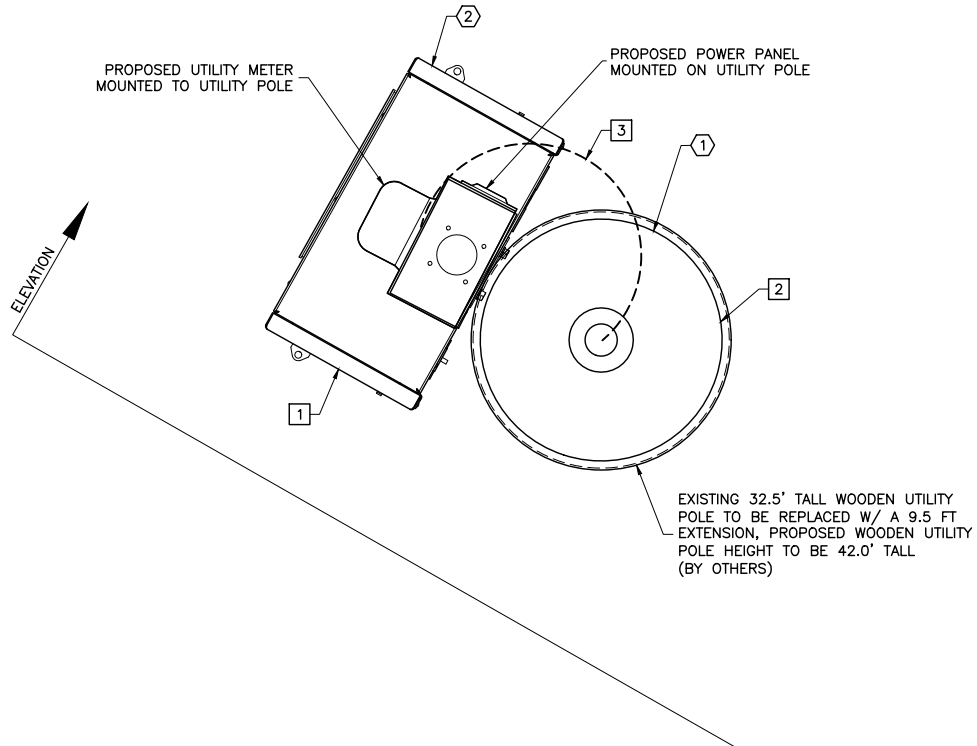 2
PROPOSED UTILITY METER
MOUNTED TO UTILITY POLE
PROPOSED POWER PANEL
MOUNTED ON UTILITY POLE
3
1
ELEVATION
2
1
EXISTING 32.5' TALL WOODEN UTILITY
POLE TO BE REPLACED W/ A 9.5 FT
EXTENSION, PROPOSED WOODEN UTILITY
POLE HEIGHT TO BE 42.0' TALL
(BY OTHERS)